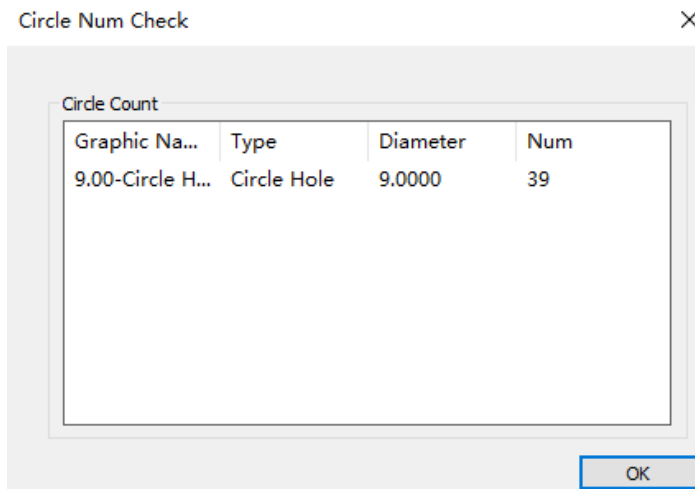 Circle Num Check
Circle Count
Graphic Na... Type Diameter Num
9.00-Circle H... Circle Hole 9.0000 39
OK